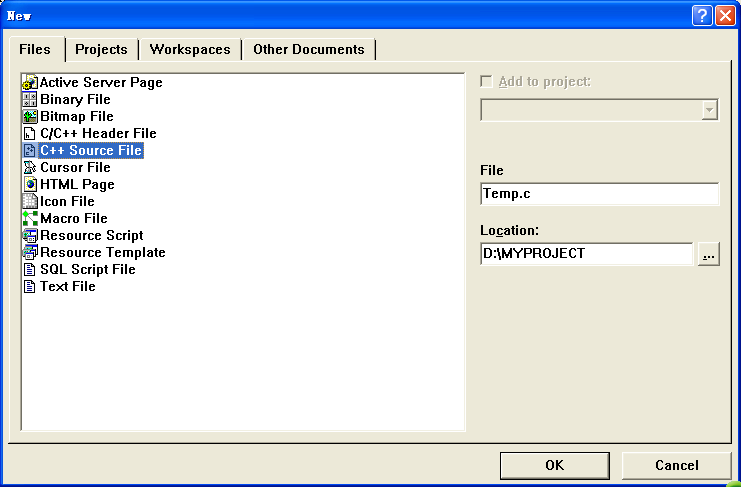 New
Files
Projects
Workspaces
Other Documents
Active Server Page
Binary File
Bitmap File
C/C++ Header File
C++ Source File
Cursor File
HTML Page
Icon File
Macro File
Resource Script
Resource Template
SQL Script File
Text File
Add to project:
File
Temp.c
Location:
D:\MYPROJECT
...
OK
Cancel